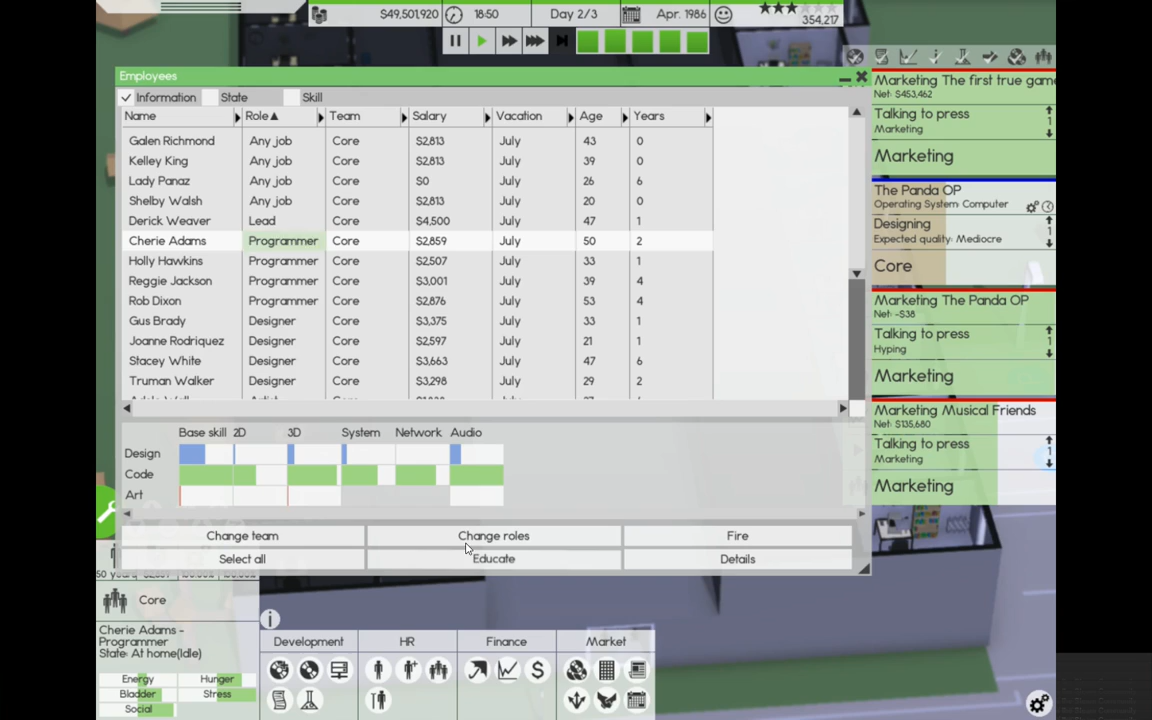 $49,501,920 18:50 Day 2/3 Apr. 1986 354,217
Employees
Information State Skill
Name Role▲ Team Salary Vacation Age Years
Galen Richmond Any job Core $2,813 July 43 0
Kelley King Any job Core $2,813 July 39 0
Lady Panaz Any job Core $0 July 26 6
Shelby Walsh Any job Core $2,813 July 20 0
Derick Weaver Lead Core $4,500 July 47 1
Cherie Adams Programmer Core $2,859 July 50 2
Holly Hawkins Programmer Core $2,507 July 33 1
Reggie Jackson Programmer Core $3,001 July 39 4
Rob Dixon Programmer Core $2,876 July 53 4
Gus Brady Designer Core $3,375 July 33 1
Joanne Rodriquez Designer Core $2,597 July 21 1
Stacey White Designer Core $3,663 July 47 6
Truman Walker Designer Core $3,298 July 29 2
Base skill 2D 3D System Network Audio
Design
Code
Art
Change team Change roles Fire
Select all Educate Details
Marketing The first true gam
Net: $453,462
Talking to press
Marketing
1
Marketing
The Panda OP
Operating System: Computer
Designing
Expected quality: Mediocre
1
Core
Marketing The Panda OP
Net: -$38
Talking to press
Hyping
1
Marketing
Marketing Musical Friends
Net: $135,680
Talking to press
Marketing
1
Marketing
Core
Cherie Adams -
Programmer
State: At home(Idle)
Energy Hunger
Bladder Stress
Social
Development HR Finance Market